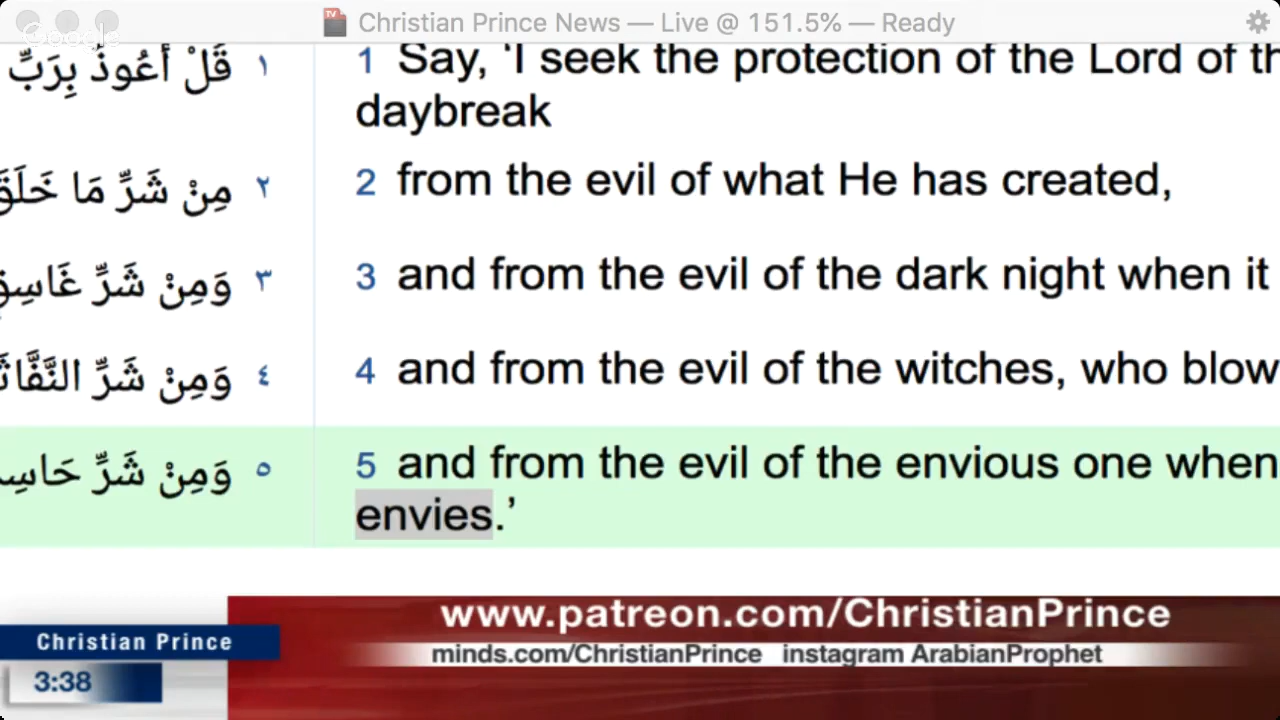 Christian Prince News — Live @ 151.5% — Ready
Google
قُلْ أَعُوذُ بِرَبِّ ١
1 Say, ‘I seek the protection of the Lord of
daybreak
مِنْ شَرِّ مَا خَلَقَ ٢
2 from the evil of what He has created,
وَمِنْ شَرِّ ٣
3 and from the evil of the dark night when it
وَمِنْ شَرِّ ٤
4 and from the evil of the witches, who blow
وَمِنْ شَرِّ ٥
5 and from the evil of the envious one when
envies.’
www.patreon.com/ChristianPrince
Christian Prince
minds.com/ChristianPrince instagram ArabianProphet
3:38